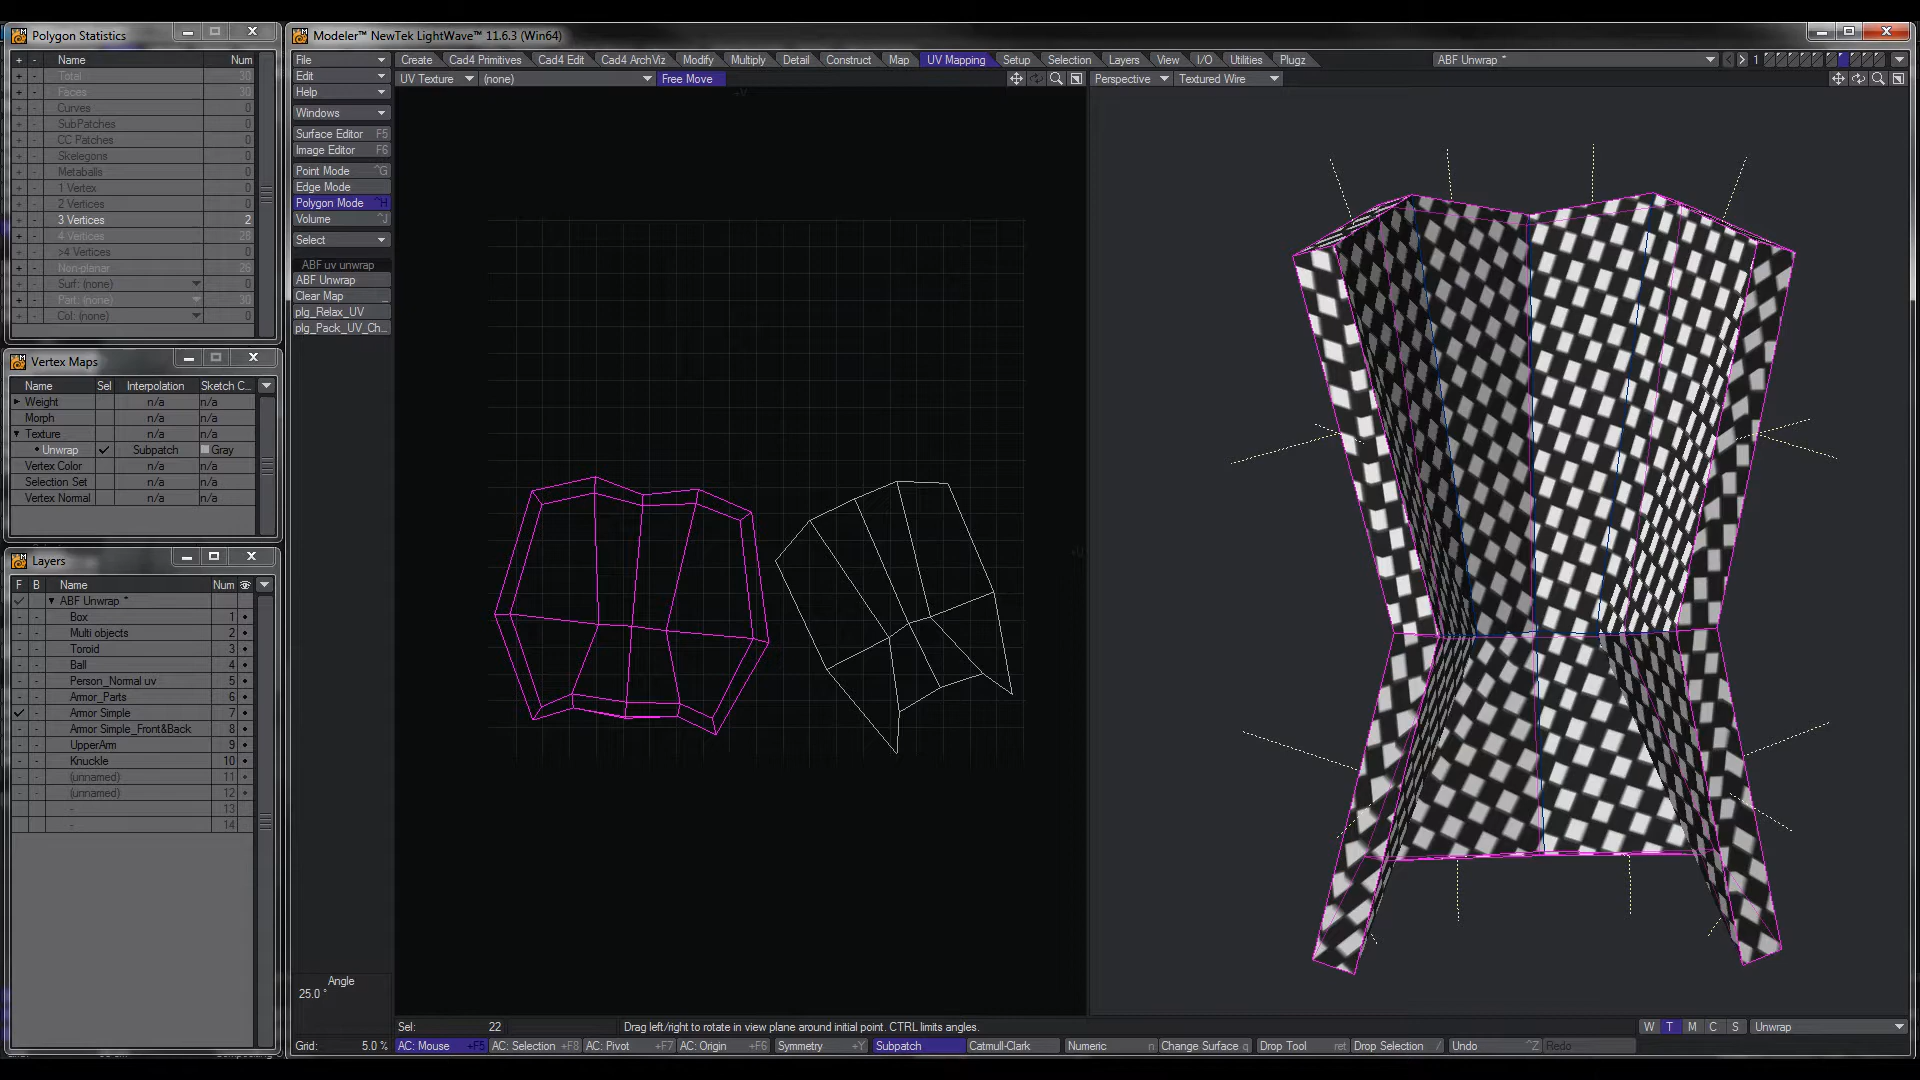 Polygon Statistics
+ - Name Num
+ - Total 30
+ - Faces 30
+ - Curves 0
+ - SubPatches 0
+ - CC Patches 0
+ - Skelegons 0
+ - Metaballs 0
+ - 1 Vertex 0
+ - 2 Vertices 0
+ - 3 Vertices 2
+ - 4 Vertices 28
+ - >4 Vertices 0
+ - Non-planar 26
+ - Surf: (none) 0
+ - Part: (none) 30
+ - Col: (none) 0
Vertex Maps
Name Sel Interpolation Sketch C...
Weight n/a n/a
Morph n/a n/a
Texture n/a n/a
Unwrap Subpatch Gray
Vertex Color n/a n/a
Selection Set n/a n/a
Vertex Normal n/a n/a
Layers
F B Name Num
ABF Unwrap *
Box 1
Multi objects 2
Toroid 3
Ball 4
Person_Normal uv 5
Armor_Parts 6
Armor Simple 7
Armor Simple_Front&Back 8
UpperArm 9
Knuckle 10
(unnamed) 11
(unnamed) 12
- 13
- 14
Modeler™ NewTek LightWave™ 11.6.3 (Win64)
File
Edit
Help
Windows
Surface Editor F5
Image Editor F6
Point Mode ^G
Edge Mode
Polygon Mode ^H
Volume ^J
Select
ABF uv unwrap
ABF Unwrap
Clear Map _
plg_Relax_UV
plg_Pack_UV_Ch...
Angle
25.0 °
Create Cad4 Primitives Cad4 Edit Cad4 ArchViz Modify Multiply Detail Construct Map UV Mapping Setup Selection Layers View I/O Utilities Plugz ABF Unwrap * 1
UV Texture (none) Free Move
Perspective Textured Wire
Sel: 22 Drag left/right to rotate in view plane around initial point. CTRL limits angles.
W T M C S Unwrap
Grid: 5.0 % AC: Mouse +F5 AC: Selection +F8 AC: Pivot +F7 AC: Origin +F6 Symmetry +Y Subpatch Catmull-Clark Numeric n Change Surface q Drop Tool ret Drop Selection / Undo ^Z Redo